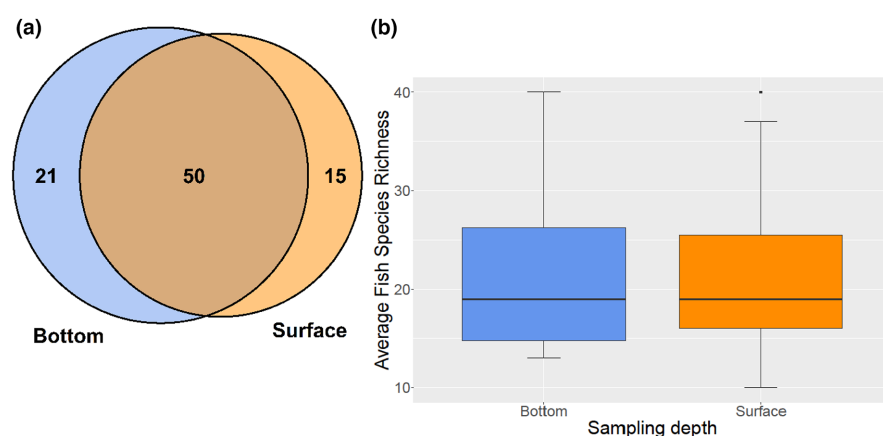 (a)
21
50
15
Bottom
Surface
(b)
Average Fish Species Richness
40
30
20
10
Bottom
Surface
Sampling depth